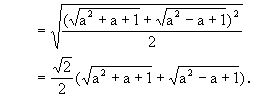 = √((√(a² + a + 1) + √(a² − a + 1))² / 2)
= √2/2 (√(a² + a + 1) + √(a² − a + 1)).